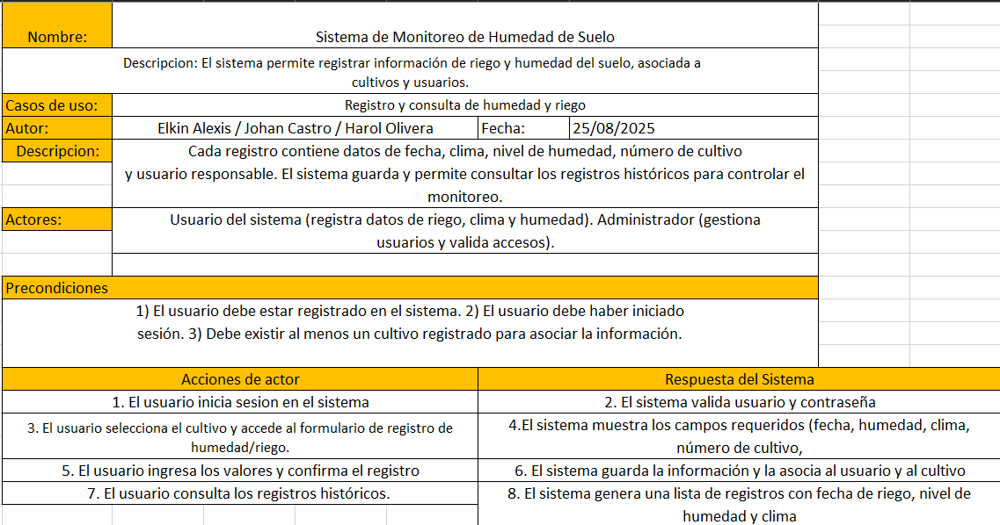 Nombre: Sistema de Monitoreo de Humedad de Suelo
Descripcion: El sistema permite registrar información de riego y humedad del suelo, asociada a
cultivos y usuarios.
Casos de uso: Registro y consulta de humedad y riego
Autor: Elkin Alexis / Johan Castro / Harol Olivera Fecha: 25/08/2025
Descripcion: Cada registro contiene datos de fecha, clima, nivel de humedad, número de cultivo
y usuario responsable. El sistema guarda y permite consultar los registros históricos para controlar el
monitoreo.
Actores: Usuario del sistema (registra datos de riego, clima y humedad). Administrador (gestiona
usuarios y valida accesos).
Precondiciones
1) El usuario debe estar registrado en el sistema. 2) El usuario debe haber iniciado
sesión. 3) Debe existir al menos un cultivo registrado para asociar la información.
Acciones de actor Respuesta del Sistema
1. El usuario inicia sesion en el sistema 2. El sistema valida usuario y contraseña
3. El usuario selecciona el cultivo y accede al formulario de registro de
humedad/riego.
4.El sistema muestra los campos requeridos (fecha, humedad, clima,
número de cultivo,
5. El usuario ingresa los valores y confirma el registro 6. El sistema guarda la información y la asocia al usuario y al cultivo
7. El usuario consulta los registros históricos. 8. El sistema genera una lista de registros con fecha de riego, nivel de
humedad y clima